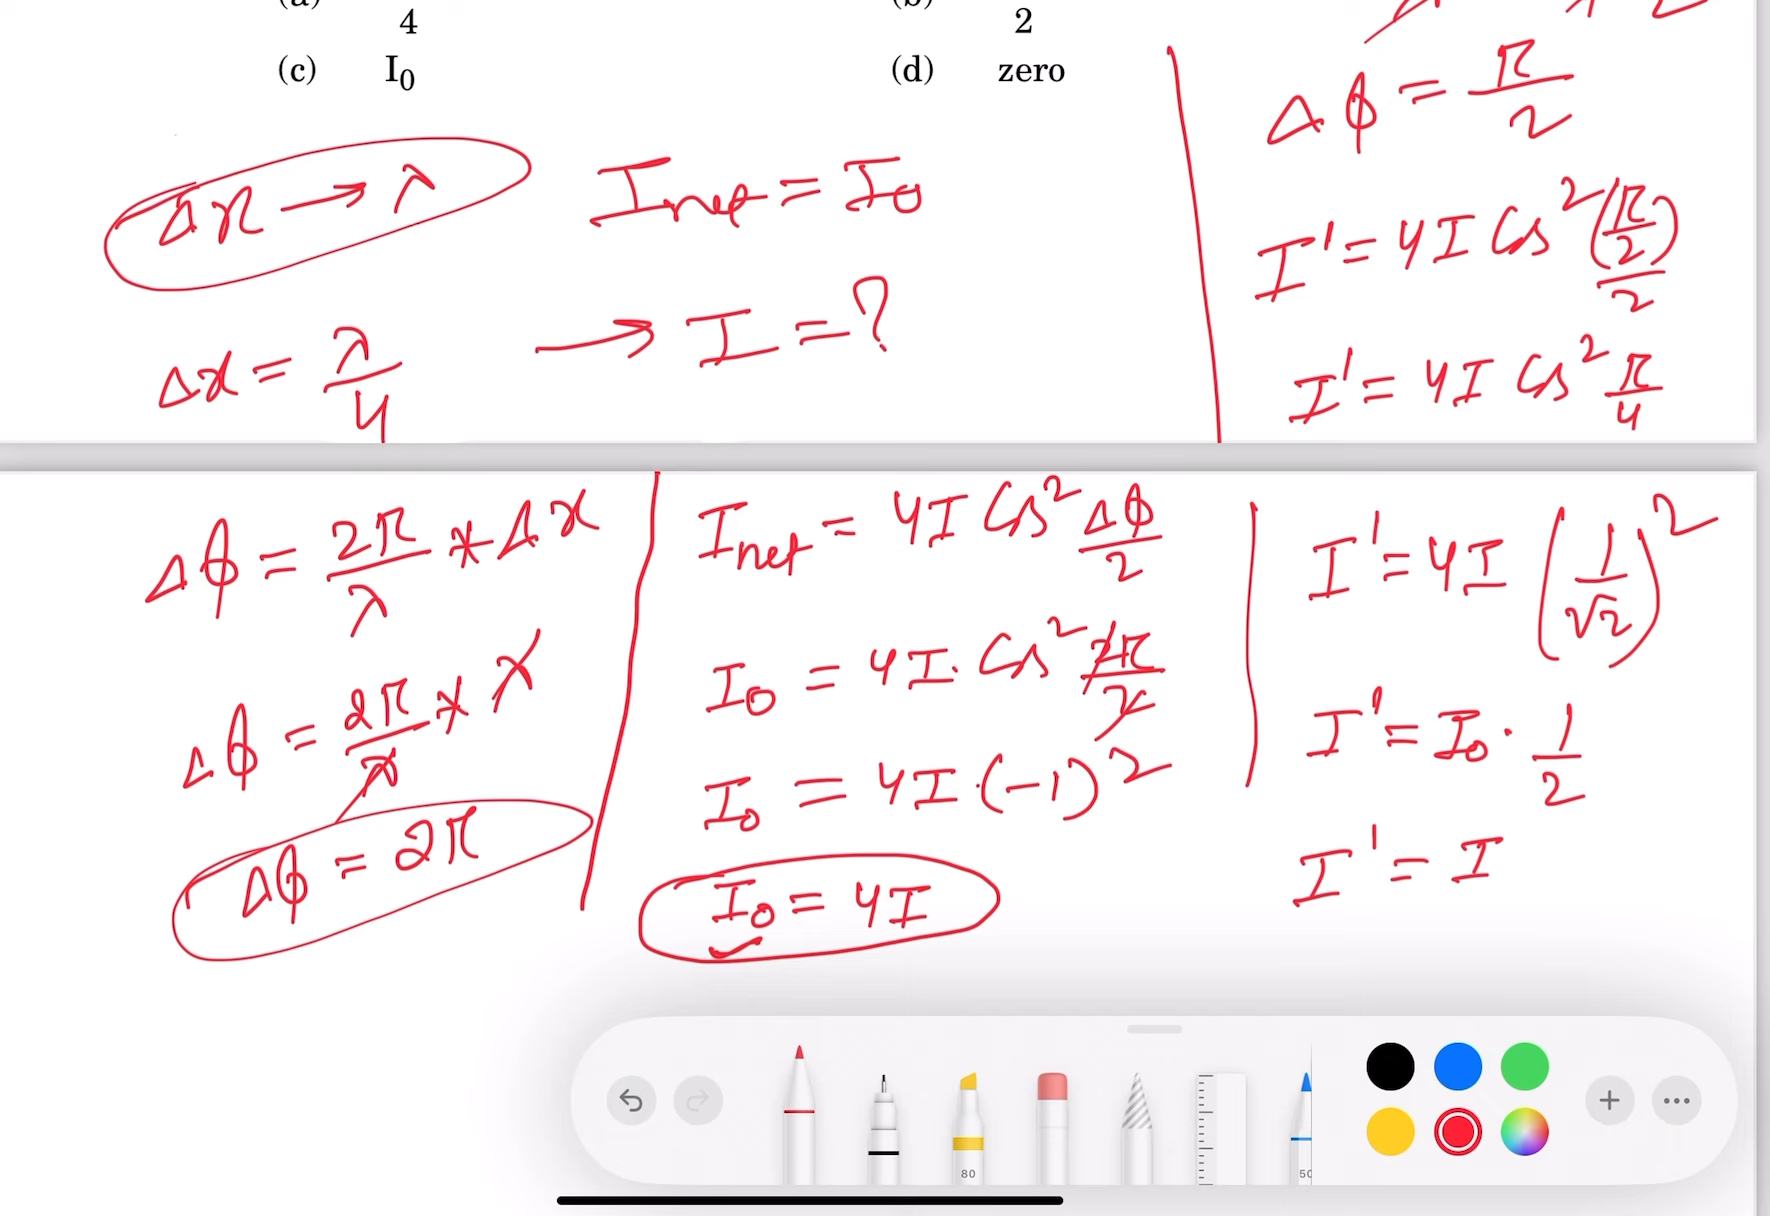 (a) 4 (b) 2
(c) I₀ (d) zero
Δx → λ I_net = I₀
Δx = λ/4 → I = ?
Δφ = π/2
I' = 4I Cos² (π/2)/2
I' = 4I Cos² π/4
Δφ = 2π/λ * Δx
Δφ = 2π/λ * λ
Δφ = 2π
I_net = 4I Cos² Δφ/2
I₀ = 4I. Cos² 2π/2
I₀ = 4I.(-1)²
I₀ = 4I
I' = 4I (1/√2)²
I' = I₀ . 1/2
I' = I
80
50